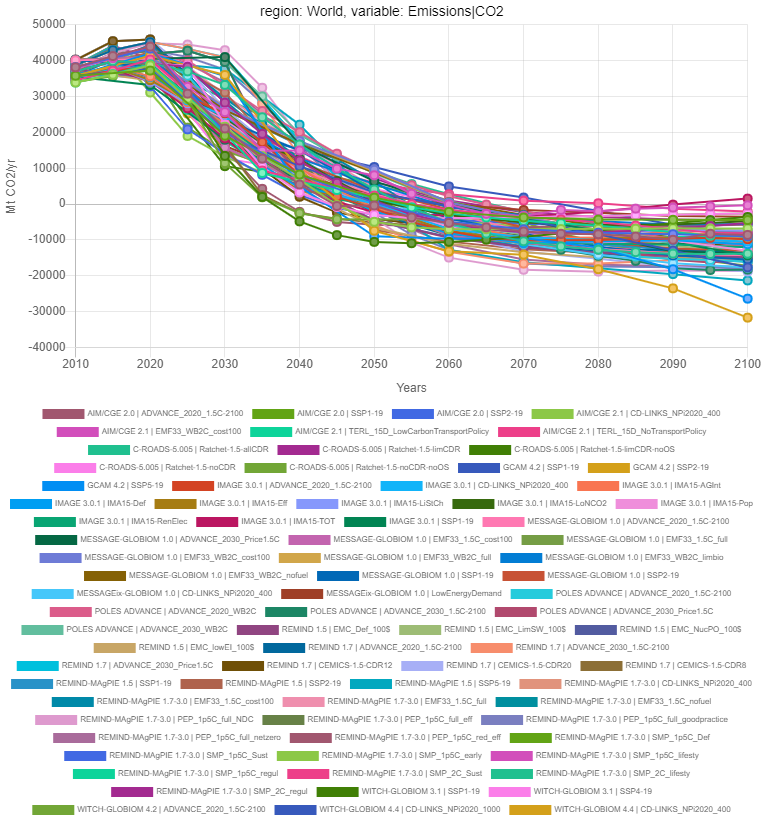 region: World, variable: Emissions|CO2
50000
40000
30000
20000
10000
0
-10000
-20000
-30000
-40000
Mt CO2/yr
2010 2020 2030 2040 2050 2060 2070 2080 2090 2100
Years
AIM/CGE 2.0 | ADVANCE_2020_1.5C-2100 AIM/CGE 2.0 | SSP1-19 AIM/CGE 2.0 | SSP2-19 AIM/CGE 2.1 | CD-LINKS_NPi2020_400
AIM/CGE 2.1 | EMF33_WB2C_cost100 AIM/CGE 2.1 | TERL_15D_LowCarbonTransportPolicy AIM/CGE 2.1 | TERL_15D_NoTransportPolicy
C-ROADS-5.005 | Ratchet-1.5-allCDR C-ROADS-5.005 | Ratchet-1.5-limCDR C-ROADS-5.005 | Ratchet-1.5-limCDR-noOS
C-ROADS-5.005 | Ratchet-1.5-noCDR C-ROADS-5.005 | Ratchet-1.5-noCDR-noOS GCAM 4.2 | SSP1-19 GCAM 4.2 | SSP2-19
GCAM 4.2 | SSP5-19 IMAGE 3.0.1 | ADVANCE_2020_1.5C-2100 IMAGE 3.0.1 | CD-LINKS_NPi2020_400 IMAGE 3.0.1 | IMA15-AGInt
IMAGE 3.0.1 | IMA15-Def IMAGE 3.0.1 | IMA15-Eff IMAGE 3.0.1 | IMA15-LiStCh IMAGE 3.0.1 | IMA15-LoNCO2 IMAGE 3.0.1 | IMA15-Pop
IMAGE 3.0.1 | IMA15-RenElec IMAGE 3.0.1 | IMA15-TOT IMAGE 3.0.1 | SSP1-19 MESSAGE-GLOBIOM 1.0 | ADVANCE_2020_1.5C-2100
MESSAGE-GLOBIOM 1.0 | ADVANCE_2030_Price1.5C MESSAGE-GLOBIOM 1.0 | EMF33_1.5C_cost100 MESSAGE-GLOBIOM 1.0 | EMF33_1.5C_full
MESSAGE-GLOBIOM 1.0 | EMF33_WB2C_cost100 MESSAGE-GLOBIOM 1.0 | EMF33_WB2C_full MESSAGE-GLOBIOM 1.0 | EMF33_WB2C_limbio
MESSAGE-GLOBIOM 1.0 | EMF33_WB2C_nofuel MESSAGE-GLOBIOM 1.0 | SSP1-19 MESSAGE-GLOBIOM 1.0 | SSP2-19
MESSAGEix-GLOBIOM 1.0 | CD-LINKS_NPi2020_400 MESSAGEix-GLOBIOM 1.0 | LowEnergyDemand POLES ADVANCE | ADVANCE_2020_1.5C-2100
POLES ADVANCE | ADVANCE_2020_WB2C POLES ADVANCE | ADVANCE_2030_1.5C-2100 POLES ADVANCE | ADVANCE_2030_Price1.5C
POLES ADVANCE | ADVANCE_2030_WB2C REMIND 1.5 | EMC_Def_100$ REMIND 1.5 | EMC_LimSW_100$ REMIND 1.5 | EMC_NucPO_100$
REMIND 1.5 | EMC_lowEI_100$ REMIND 1.7 | ADVANCE_2020_1.5C-2100 REMIND 1.7 | ADVANCE_2030_1.5C-2100
REMIND 1.7 | ADVANCE_2030_Price1.5C REMIND 1.7 | CEMICS-1.5-CDR12 REMIND 1.7 | CEMICS-1.5-CDR20 REMIND 1.7 | CEMICS-1.5-CDR8
REMIND-MAgPIE 1.5 | SSP1-19 REMIND-MAgPIE 1.5 | SSP2-19 REMIND-MAgPIE 1.5 | SSP5-19 REMIND-MAgPIE 1.7-3.0 | CD-LINKS_NPi2020_400
REMIND-MAgPIE 1.7-3.0 | EMF33_1.5C_cost100 REMIND-MAgPIE 1.7-3.0 | EMF33_1.5C_full REMIND-MAgPIE 1.7-3.0 | EMF33_1.5C_nofuel
REMIND-MAgPIE 1.7-3.0 | PEP_1p5C_full_NDC REMIND-MAgPIE 1.7-3.0 | PEP_1p5C_full_eff REMIND-MAgPIE 1.7-3.0 | PEP_1p5C_full_goodpractice
REMIND-MAgPIE 1.7-3.0 | PEP_1p5C_full_netzero REMIND-MAgPIE 1.7-3.0 | PEP_1p5C_red_eff REMIND-MAgPIE 1.7-3.0 | SMP_1p5C_Def
REMIND-MAgPIE 1.7-3.0 | SMP_1p5C_Sust REMIND-MAgPIE 1.7-3.0 | SMP_1p5C_early REMIND-MAgPIE 1.7-3.0 | SMP_1p5C_lifesty
REMIND-MAgPIE 1.7-3.0 | SMP_1p5C_regul REMIND-MAgPIE 1.7-3.0 | SMP_2C_Sust REMIND-MAgPIE 1.7-3.0 | SMP_2C_lifesty
REMIND-MAgPIE 1.7-3.0 | SMP_2C_regul WITCH-GLOBIOM 3.1 | SSP1-19 WITCH-GLOBIOM 3.1 | SSP4-19
WITCH-GLOBIOM 4.2 | ADVANCE_2020_1.5C-2100 WITCH-GLOBIOM 4.4 | CD-LINKS_NPi2020_1000 WITCH-GLOBIOM 4.4 | CD-LINKS_NPi2020_400